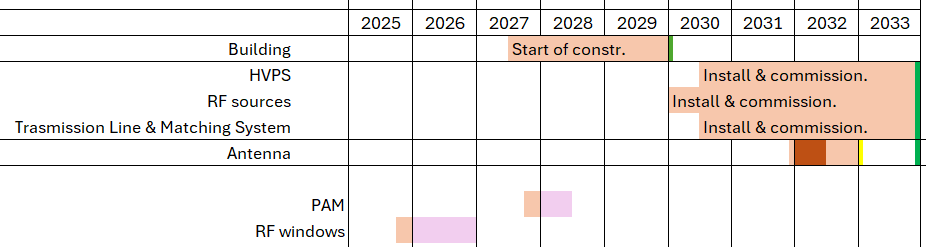 2025 2026 2027 2028 2029 2030 2031 2032 2033
Building Start of constr.
HVPS Install & commission.
RF sources Install & commission.
Trasmission Line & Matching System Install & commission.
Antenna
PAM
RF windows